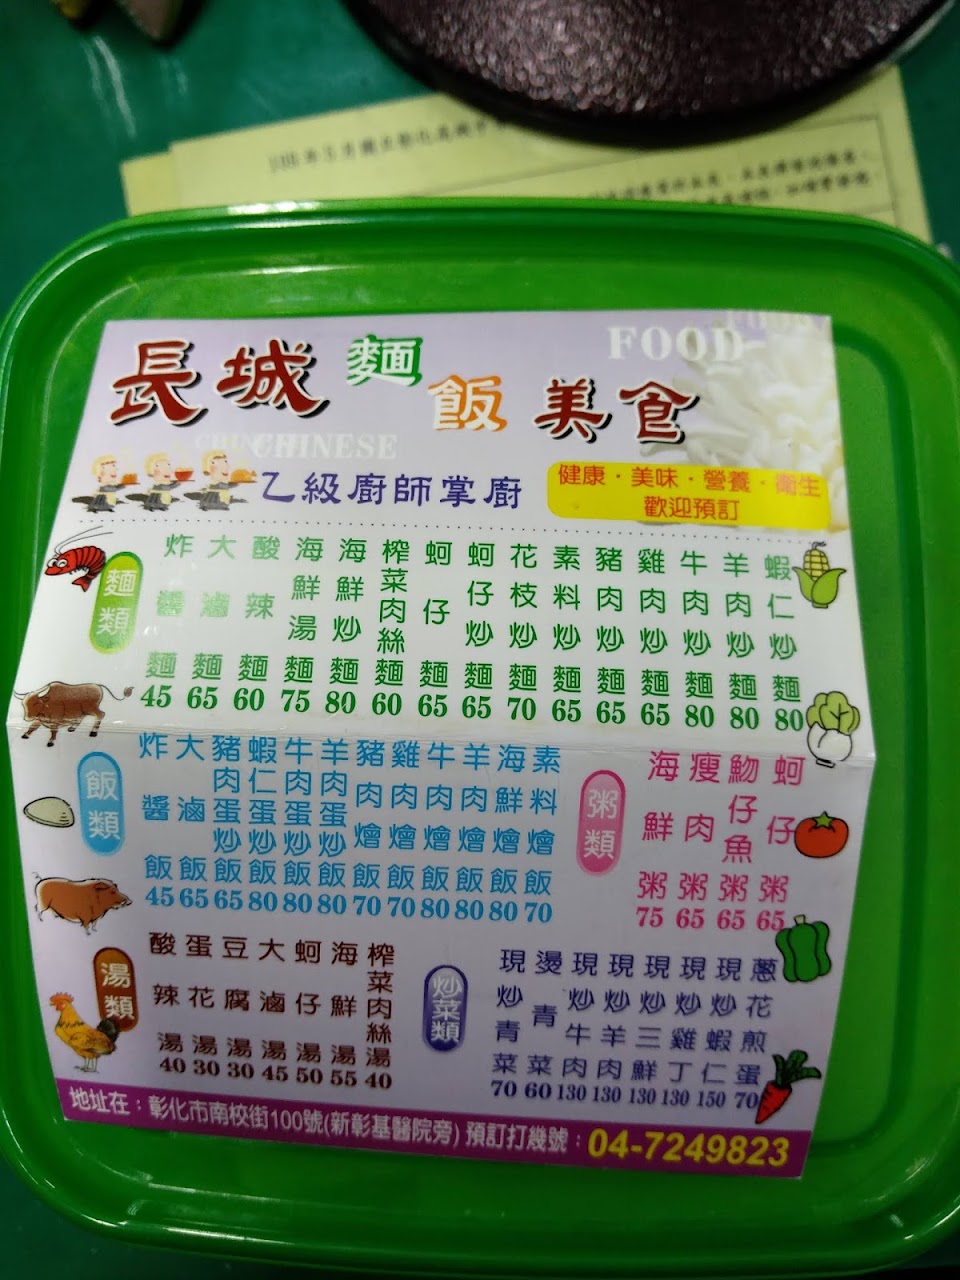 108年5月國立彰化高級
長城麵飯美食
FOOD
CHINESE
乙級廚師掌廚
健康·美味·營養·衛生
歡迎預訂
麵類
炸醬麵 45
大滷麵 65
酸辣麵 60
海鮮湯麵 75
海鮮炒麵 80
榨菜肉絲麵 60
蚵仔麵 65
蚵仔炒麵 65
花枝炒麵 70
素料炒麵 65
豬肉炒麵 65
雞肉炒麵 65
牛肉炒麵 80
羊肉炒麵 80
蝦仁炒麵 80
飯類
炸醬飯 45
大滷飯 65
豬肉蛋炒飯 65
蝦仁蛋炒飯 80
牛肉蛋炒飯 80
羊肉蛋炒飯 80
豬肉燴飯 70
雞肉燴飯 70
牛肉燴飯 80
羊肉燴飯 80
海鮮燴飯 80
素料燴飯 70
粥類
海鮮粥 75
瘦肉粥 65
魩仔魚粥 65
蚵仔粥 65
湯類
酸辣湯 40
蛋花湯 30
豆腐湯 30
大滷湯 45
蚵仔湯 50
海鮮湯 55
榨菜肉絲湯 40
炒菜類
現炒青菜 70
燙青菜 60
現炒牛肉 130
現炒羊肉 130
現炒三鮮 130
現炒雞丁 130
現炒蝦仁 150
蔥花煎蛋 70
地址在：彰化市南校街100號(新彰基醫院旁) 預訂打幾號：04-7249823